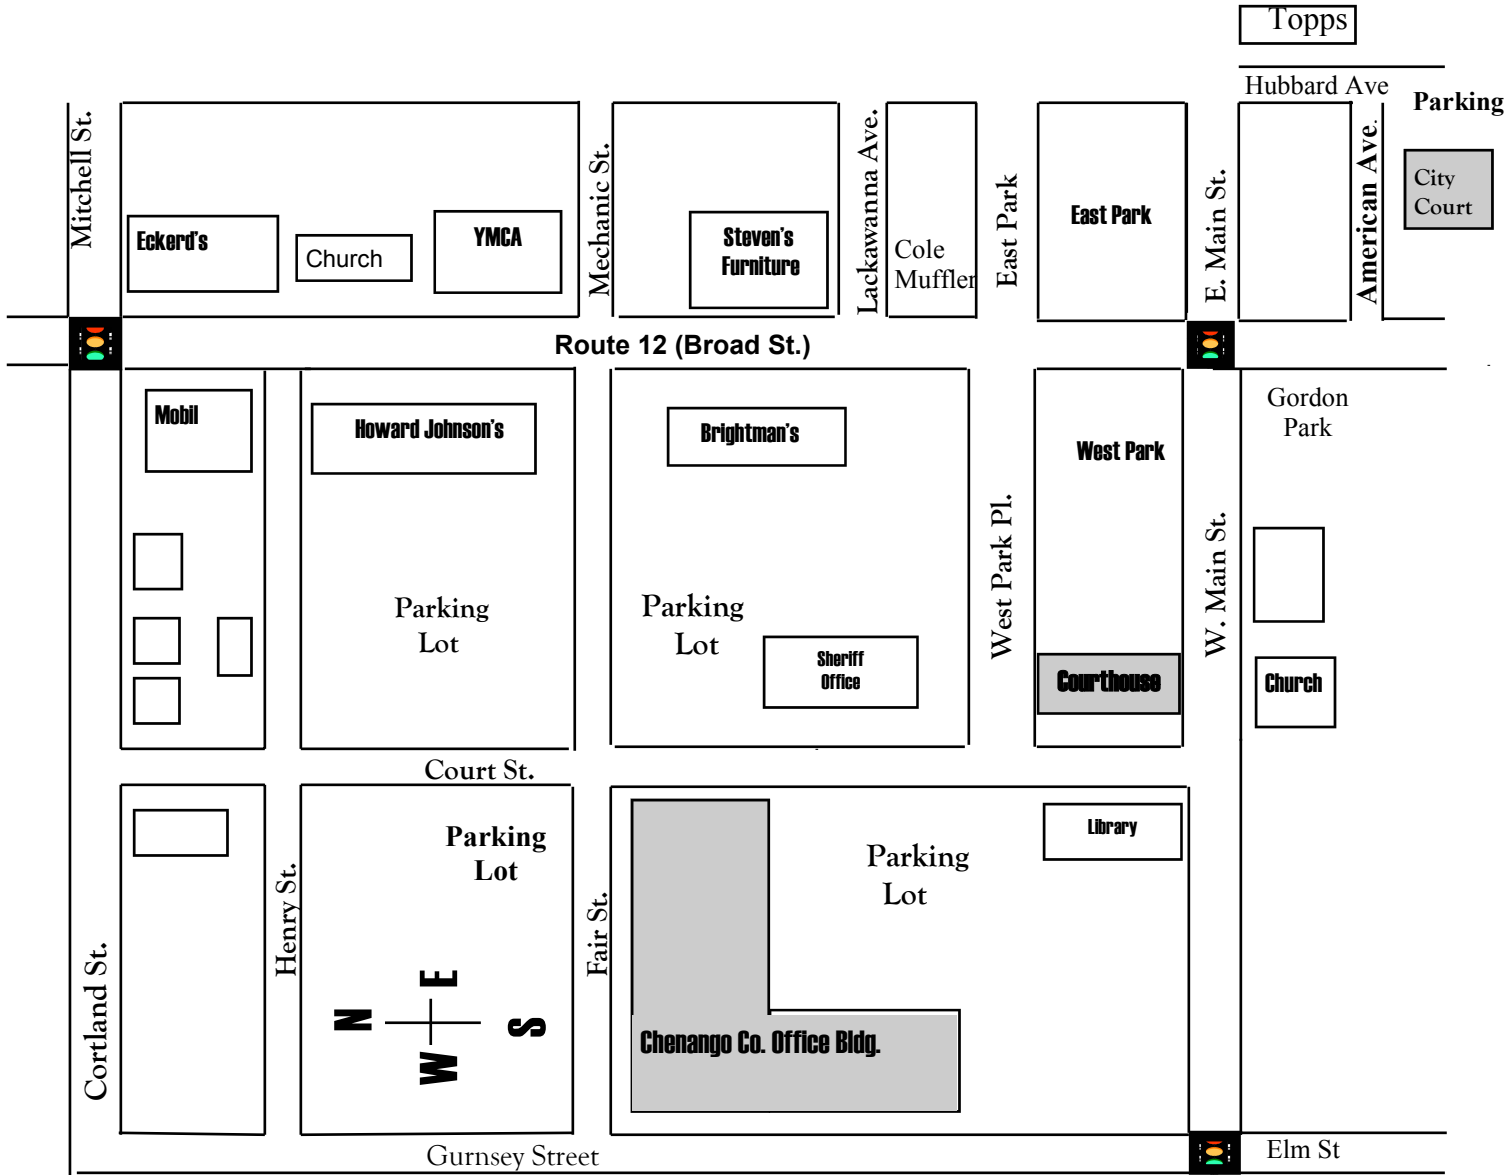 Topps
Hubbard Ave
Parking
Mitchell St.
Mechanic St.
Lackawanna Ave.
East Park
E. Main St.
American Ave.
City
Court
Eckerd's
Church
YMCA
Steven's
Furniture
Cole
Muffler
East Park
Route 12 (Broad St.)
Mobil
Howard Johnson's
Brightman's
West Park
Gordon
Park
West Park Pl.
W. Main St.
Parking
Lot
Parking
Lot
Sheriff
Office
Courthouse
Church
Court St.
Parking
Lot
Parking
Lot
Library
Cortland St.
Henry St.
Fair St.
N
E
S
W
Chenango Co. Office Bldg.
Gurnsey Street
Elm St